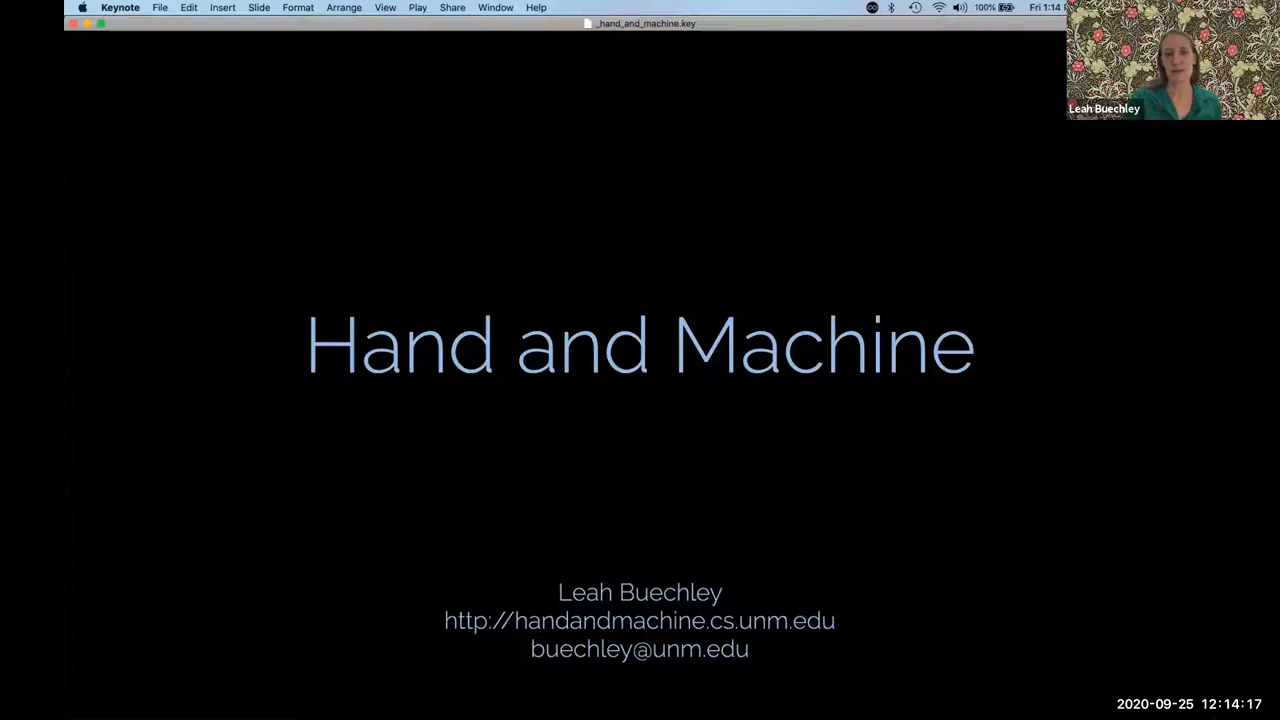 Keynote File Edit Insert Slide Format Arrange View Play Share Window Help 100% Fri 1:14
_hand_and_machine.key
Leah Buechley
Hand and Machine
Leah Buechley
http://handandmachine.cs.unm.edu
buechley@unm.edu
2020-09-25 12:14:17